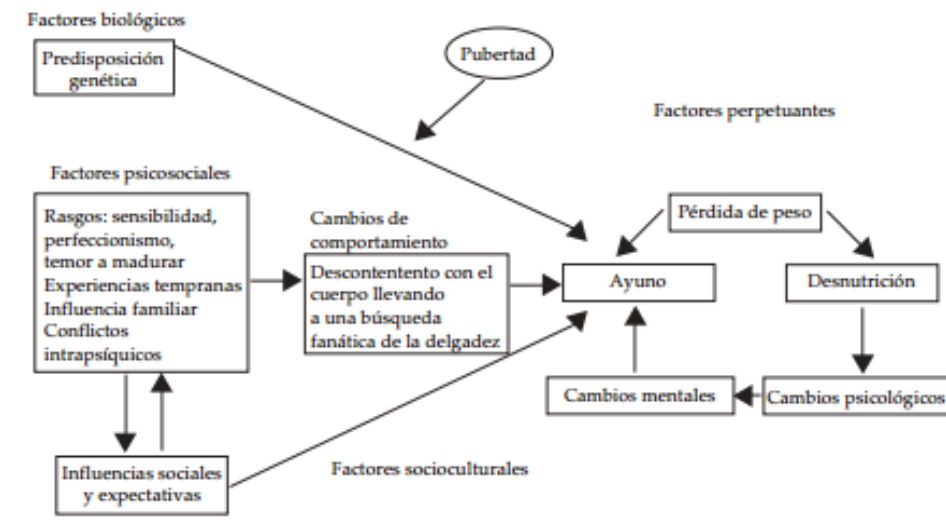 Factores biológicos
Predisposición
genética
Pubertad
Factores perpetuantes
Factores psicosociales
Rasgos: sensibilidad,
perfeccionismo,
temor a madurar
Experiencias tempranas
Influencia familiar
Conflictos
intrapsíquicos
Cambios de
comportamiento
Descontentento con el
cuerpo llevando
a una búsqueda
fanática de la delgadez
Pérdida de peso
Ayuno
Desnutrición
Cambios mentales
Cambios psicológicos
Influencias sociales
y expectativas
Factores socioculturales